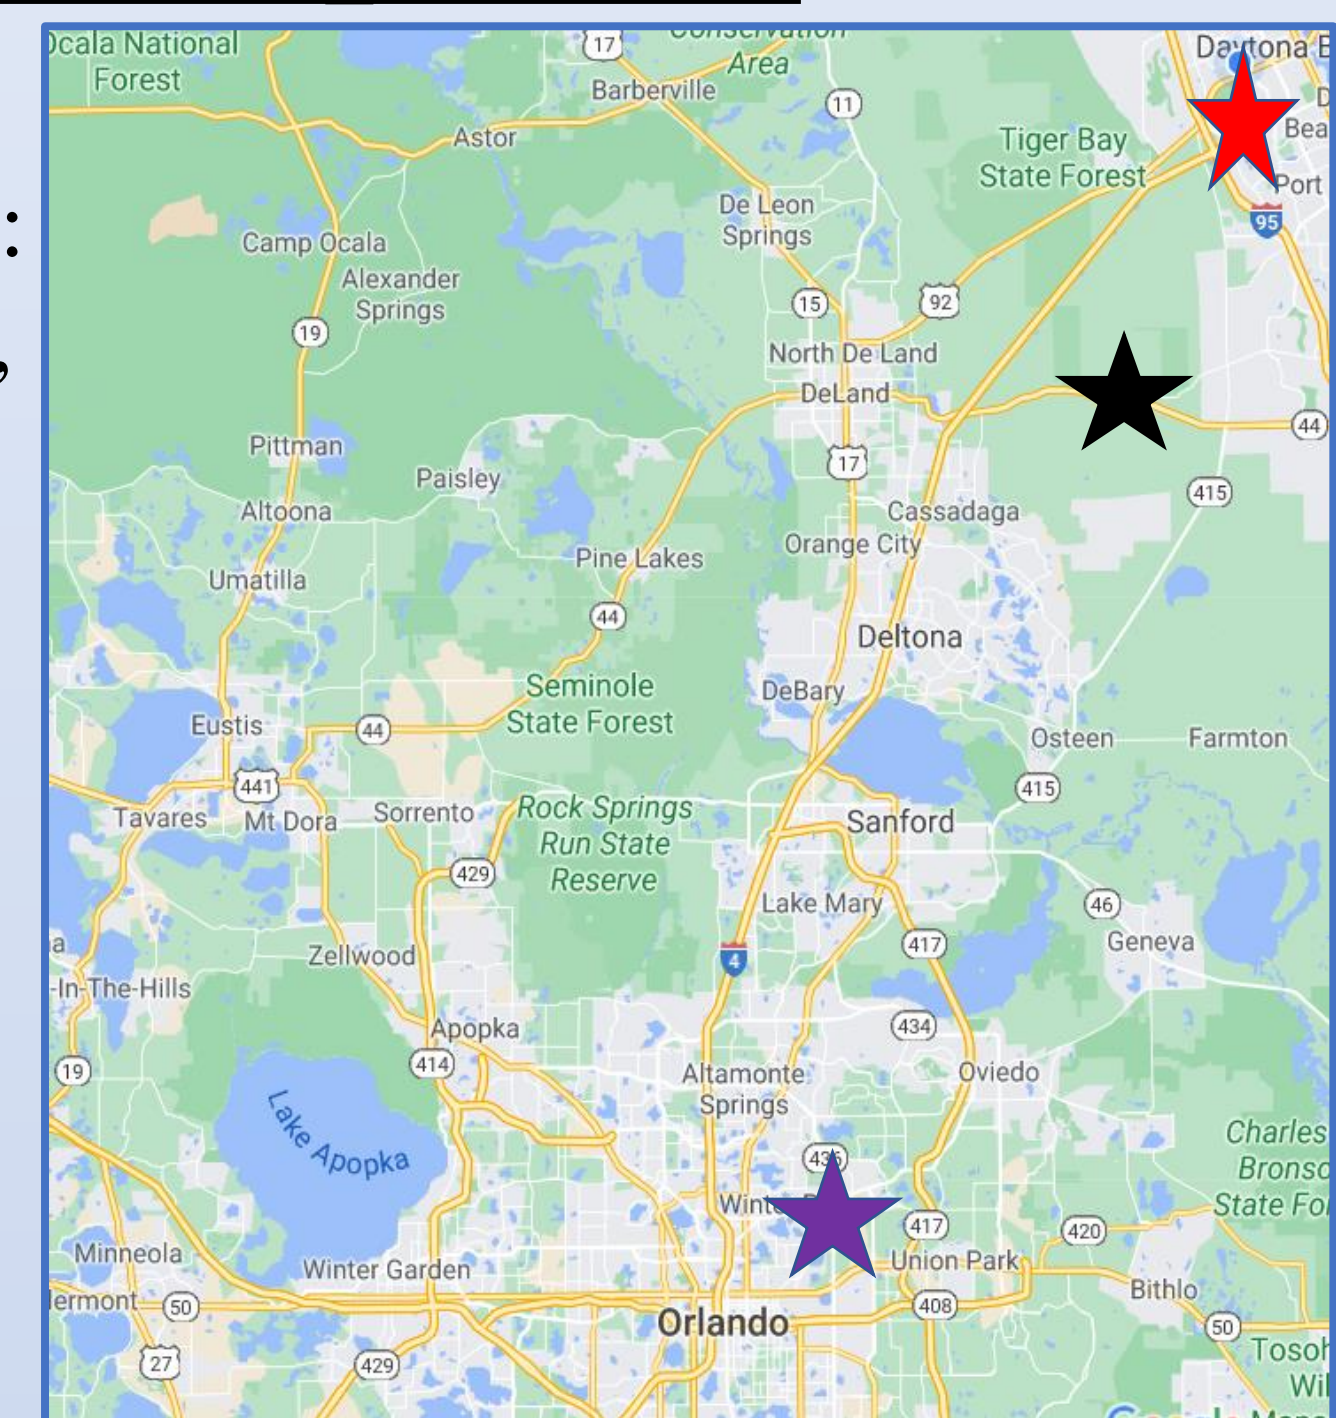 Ocala National
Forest
17
Conservation
Area
Barberville
Daytona B
11
Astor
Tiger Bay
State Forest
Bea
Port
De Leon
Springs
95
Camp Ocala
Alexander
Springs
15
92
19
North De Land
DeLand
44
Pittman
17
Paisley
415
Altoona
Cassadaga
Orange City
Pine Lakes
Umatilla
44
Deltona
Seminole
State Forest
DeBary
Eustis
44
Osteen
Farmton
441
415
Tavares
Mt Dora
Sorrento
Rock Springs
Run State
Reserve
Sanford
429
Lake Mary
46
417
Geneva
4
Zellwood
-In-The-Hills
434
Apopka
414
19
Altamonte
Springs
Oviedo
Lake Apopka
Charles
Bronso
State Fo
436
Winte
417
420
Minneola
Winter Garden
Union Park
Bithlo
lermont
50
408
Orlando
50
27
429
Tosoh
Wil